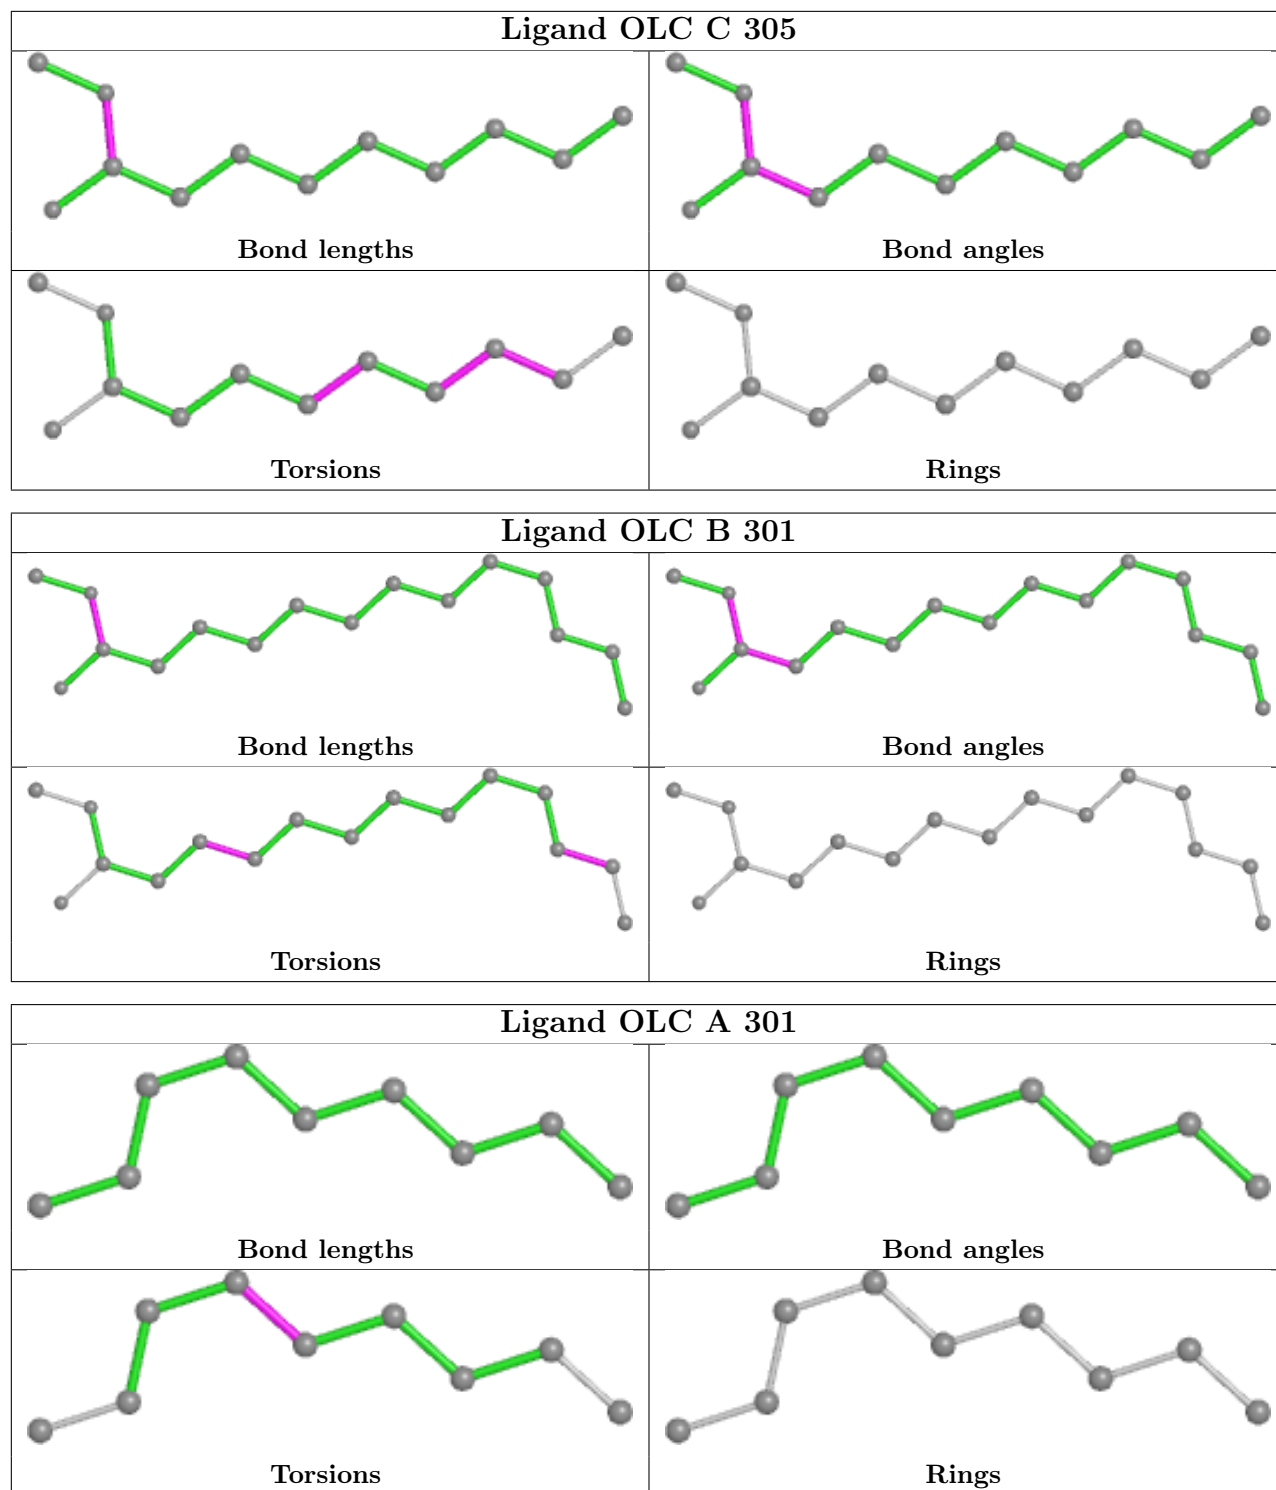 Ligand OLC C 305
Bond lengths
Bond angles
Torsions
Rings
Ligand OLC B 301
Bond lengths
Bond angles
Torsions
Rings
Ligand OLC A 301
Bond lengths
Bond angles
Torsions
Rings